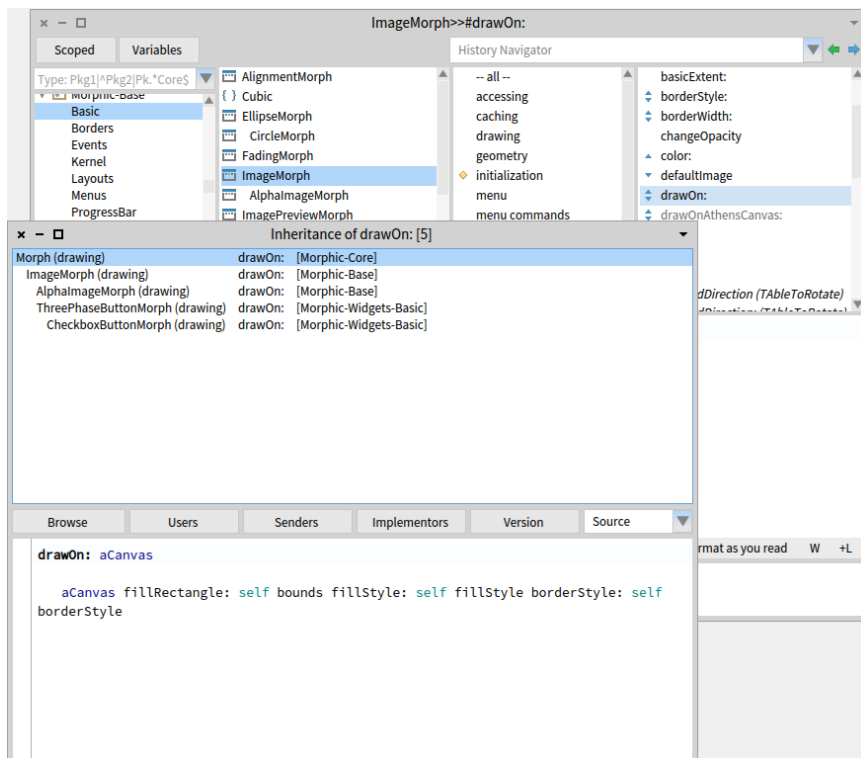 ImageMorph>>#drawOn:
Scoped Variables History Navigator
Type: Pkg1|^Pkg2|Pk.*Core$
Morphic-Base
Basic
Borders
Events
Kernel
Layouts
Menus
ProgressBar
AlignmentMorph
{ } Cubic
EllipseMorph
CircleMorph
FadingMorph
ImageMorph
AlphaImageMorph
ImagePreviewMorph
-- all --
accessing
caching
drawing
geometry
initialization
menu
menu commands
basicExtent:
borderStyle:
borderWidth:
changeOpacity
color:
defaultImage
drawOn:
drawOnAthensCanvas:
dDirection (TAbleToRotate)
dDirection: (TAbleToRotate)
rmat as you read W +L
Inheritance of drawOn: [5]
Morph (drawing) drawOn: [Morphic-Core]
ImageMorph (drawing) drawOn: [Morphic-Base]
AlphaImageMorph (drawing) drawOn: [Morphic-Base]
ThreePhaseButtonMorph (drawing) drawOn: [Morphic-Widgets-Basic]
CheckboxButtonMorph (drawing) drawOn: [Morphic-Widgets-Basic]
Browse Users Senders Implementors Version Source
drawOn: aCanvas
aCanvas fillRectangle: self bounds fillStyle: self fillStyle borderStyle: self
borderStyle